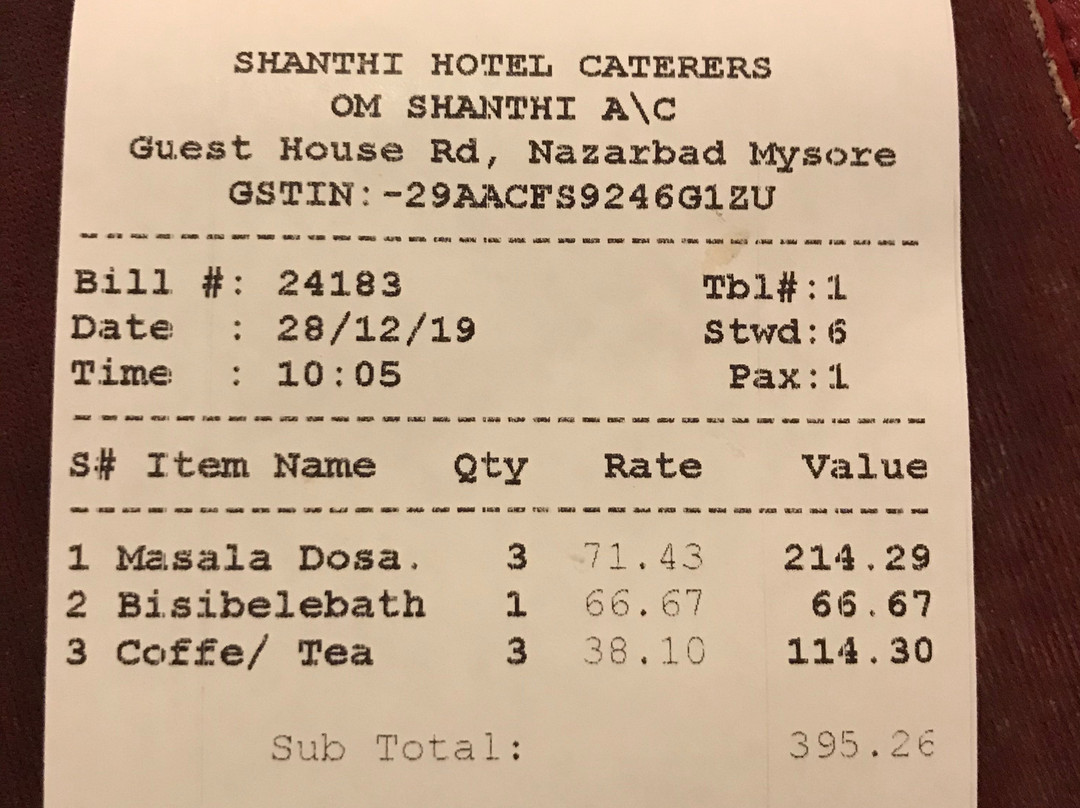 SHANTHI HOTEL CATERERS
OM SHANTHI A\C
Guest House Rd, Nazarbad Mysore
GSTIN:-29AACFS9246G1ZU
Bill #: 24183 Tbl#:1
Date : 28/12/19 Stwd:6
Time : 10:05 Pax:1
S# Item Name Qty Rate Value
1 Masala Dosa. 3 71.43 214.29
2 Bisibelebath 1 66.67 66.67
3 Coffe/ Tea 3 38.10 114.30
Sub Total: 395.26